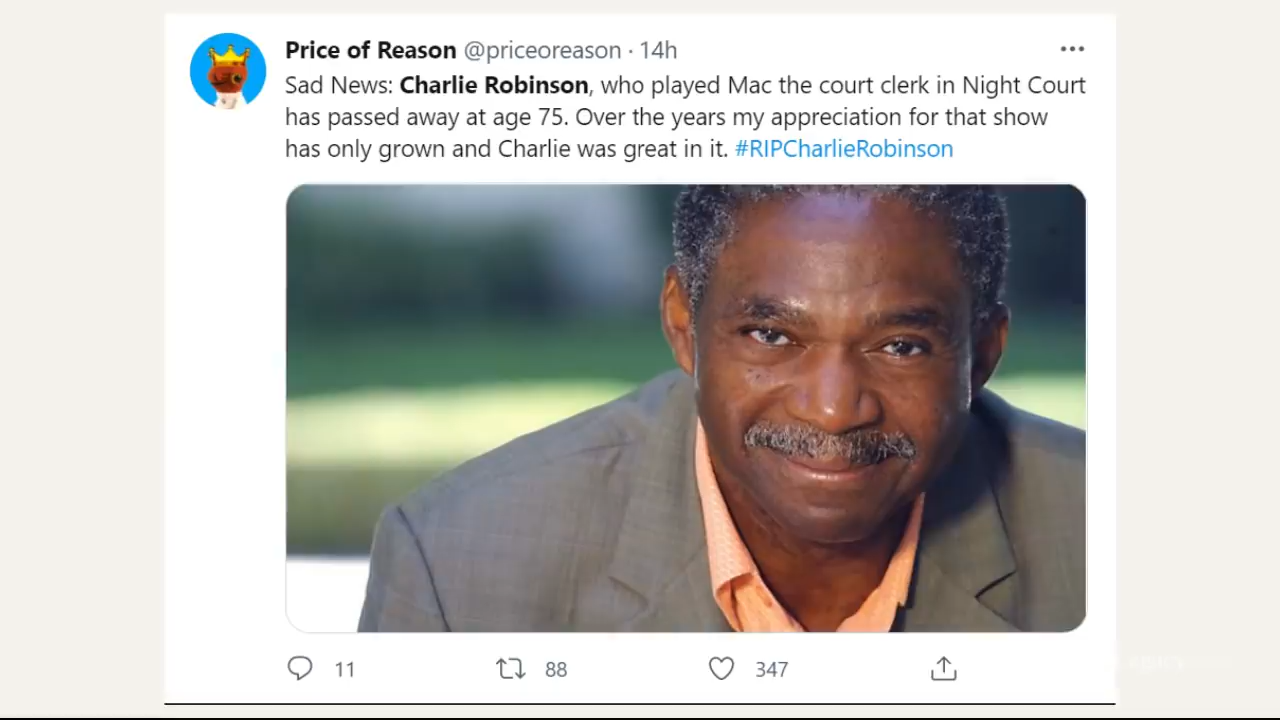 Price of Reason @priceoreason · 14h
Sad News: Charlie Robinson, who played Mac the court clerk in Night Court
has passed away at age 75. Over the years my appreciation for that show
has only grown and Charlie was great in it. #RIPCharlieRobinson
11 88 347